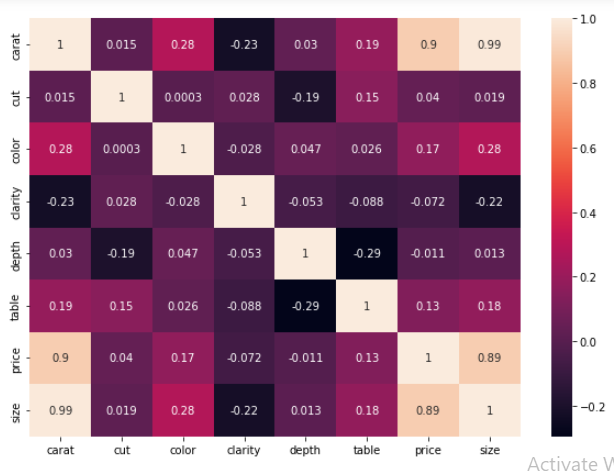 1.0
carat 1 0.015 0.28 -0.23 0.03 0.19 0.9 0.99
cut 0.015 1 0.0003 0.028 -0.19 0.15 0.04 0.019
0.8
color 0.28 0.0003 1 -0.028 0.047 0.026 0.17 0.28
0.6
clarity -0.23 0.028 -0.028 1 -0.053 -0.088 -0.072 -0.22
0.4
depth 0.03 -0.19 0.047 -0.053 1 -0.29 -0.011 0.013
0.2
table 0.19 0.15 0.026 -0.088 -0.29 1 0.13 0.18
0.0
price 0.9 0.04 0.17 -0.072 -0.011 0.13 1 0.89
−0.2
size 0.99 0.019 0.28 -0.22 0.013 0.18 0.89 1
carat cut color clarity depth table price size
Activate